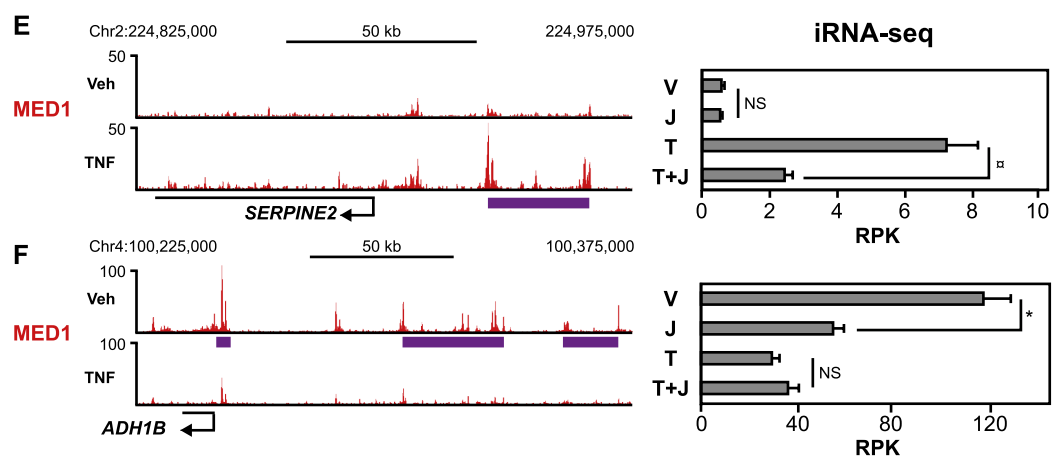 E
Chr2:224,825,000 50 kb 224,975,000
MED1
50
Veh
50
TNF
SERPINE2
iRNA-seq
V
J
T
T+J
NS
¤
0 2 4 6 8 10
RPK
F
Chr4:100,225,000 50 kb 100,375,000
MED1
100
Veh
100
TNF
ADH1B
V
J
T
T+J
*
NS
0 40 80 120
RPK